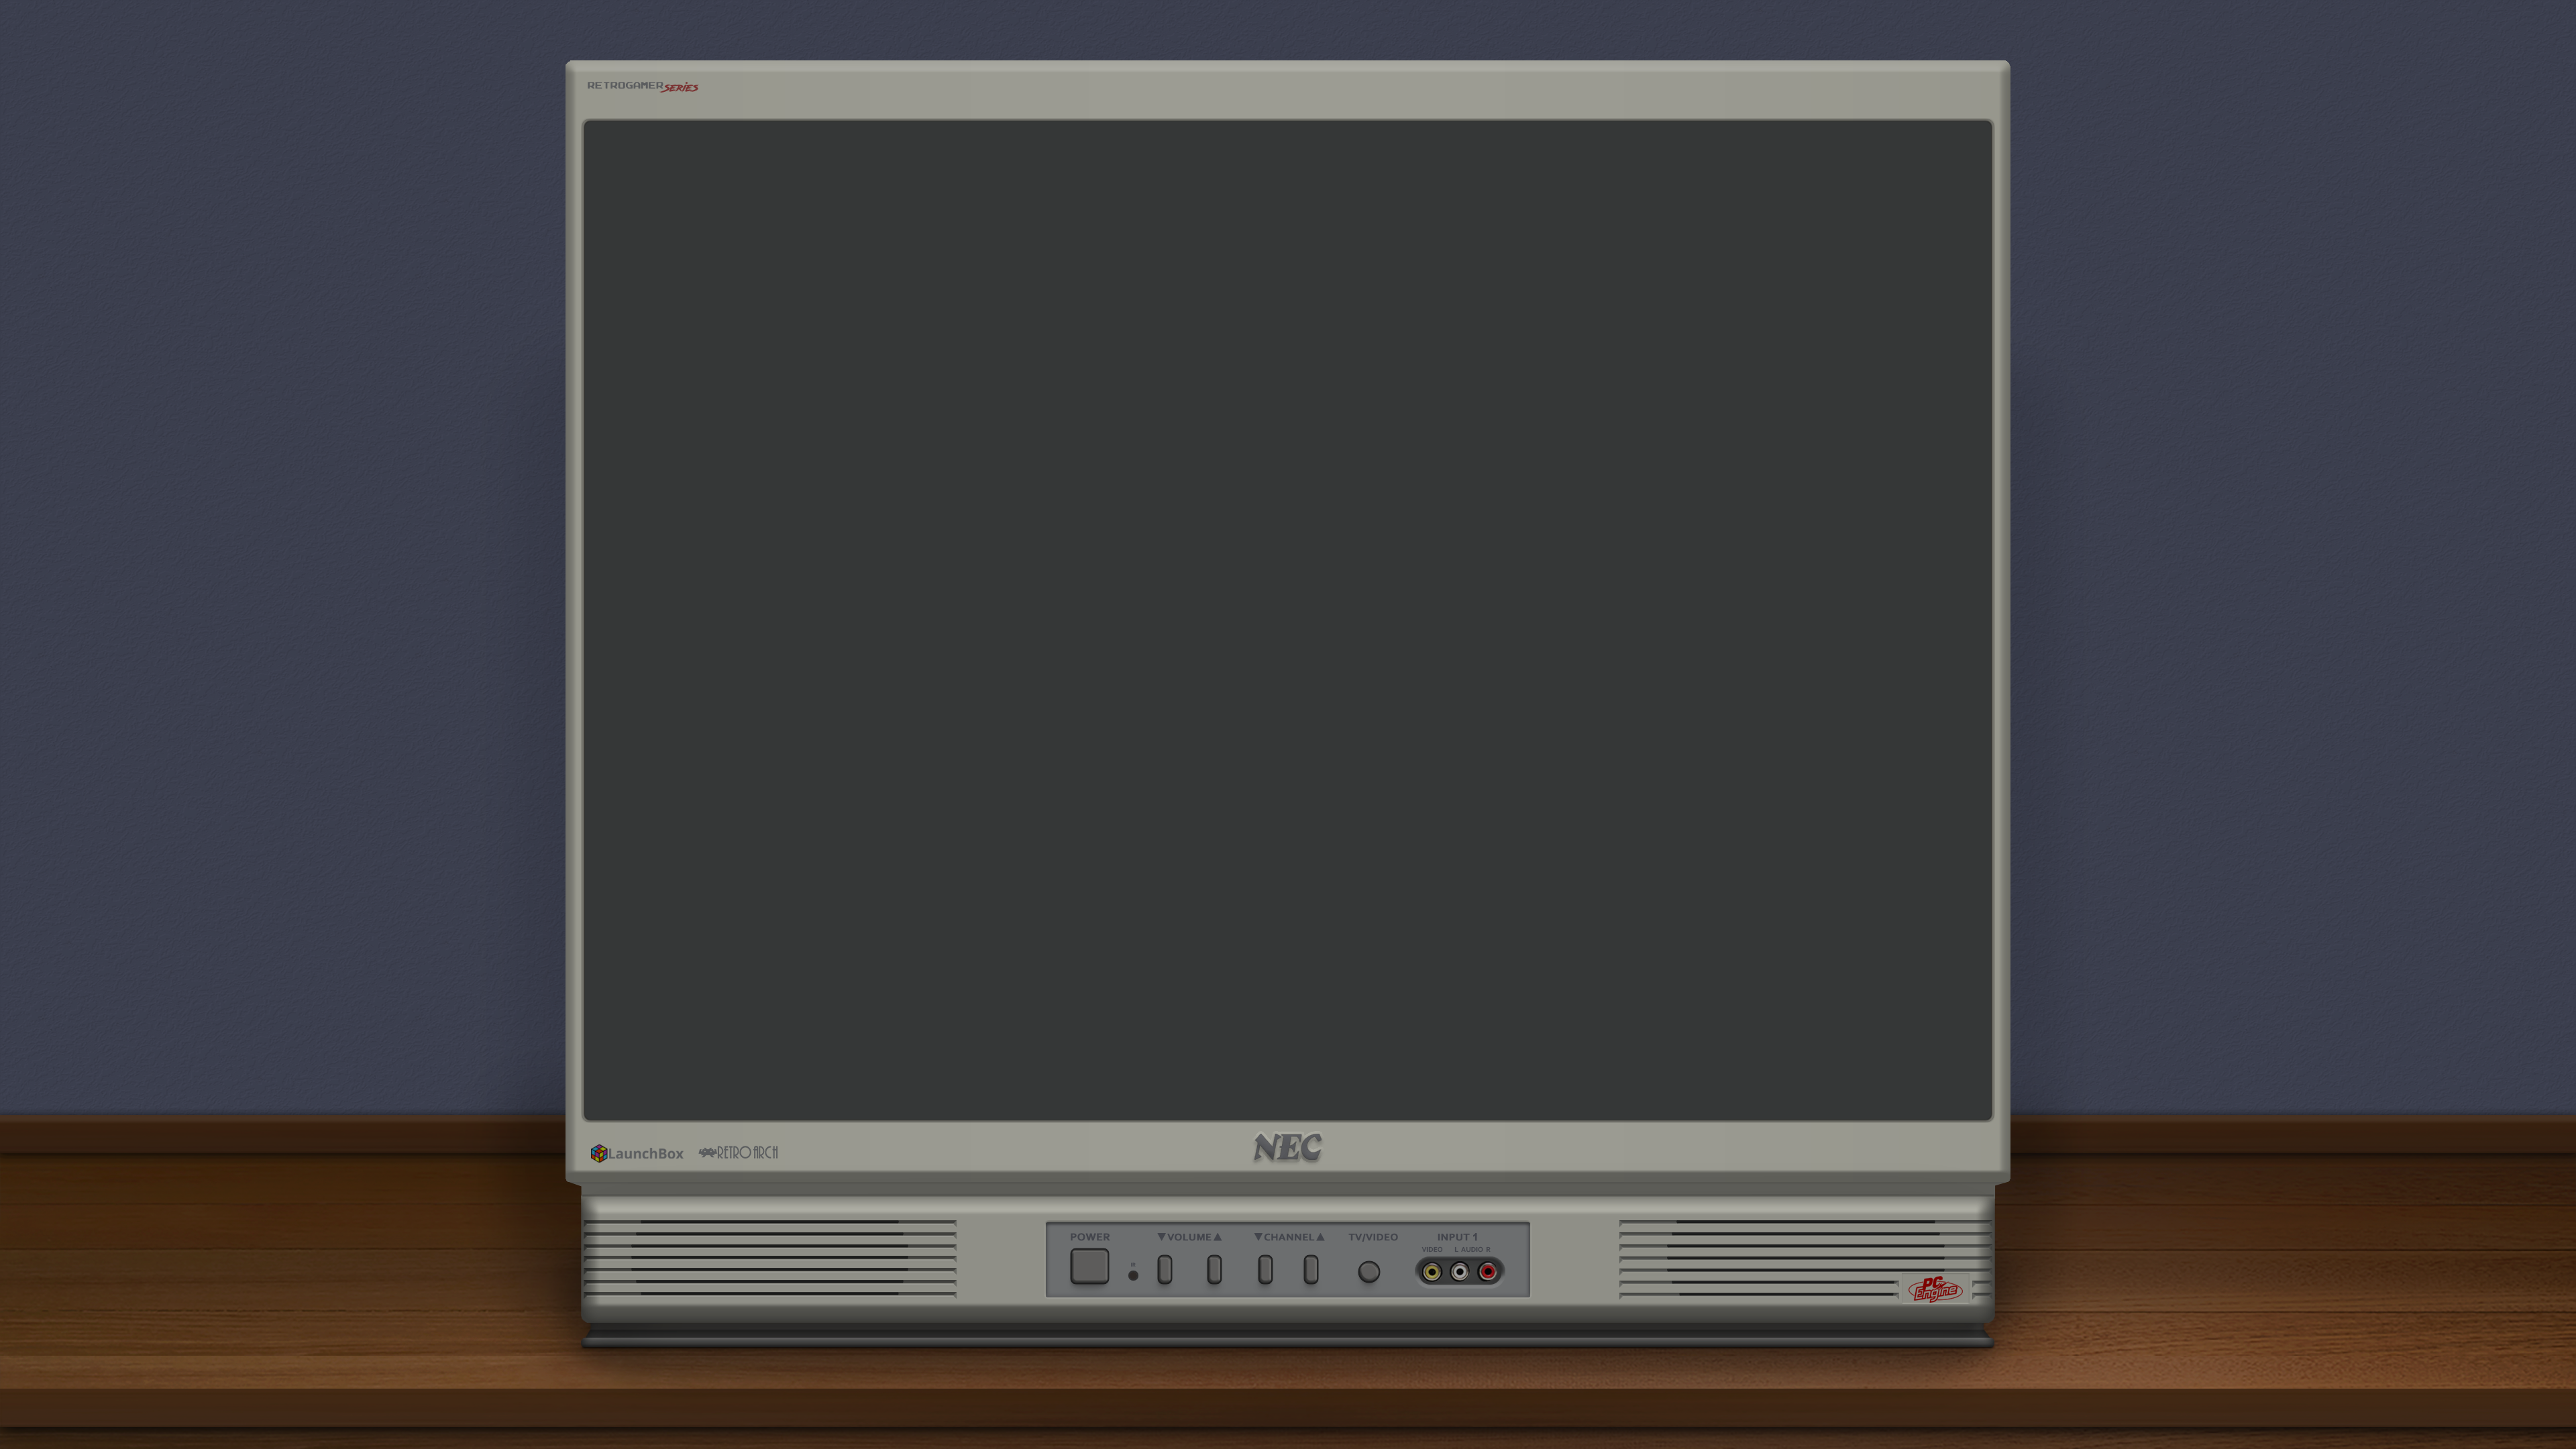 RETROGAMER SERIES
LaunchBox RETROARCH
NEC
POWER ▼VOLUME▲ ▼CHANNEL▲ TV/VIDEO INPUT 1
VIDEO L AUDIO R
PC Engine